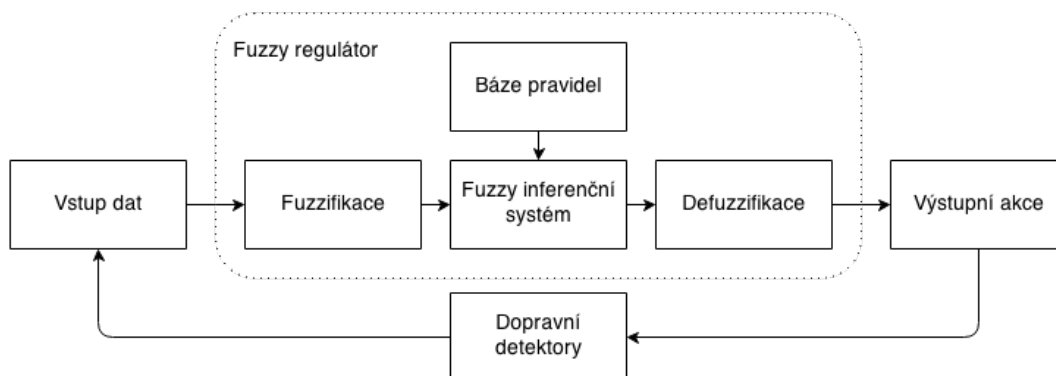 Fuzzy regulátor
Báze pravidel
Vstup dat
Fuzzifikace
Fuzzy inferenční
systém
Defuzzifikace
Výstupní akce
Dopravní
detektory